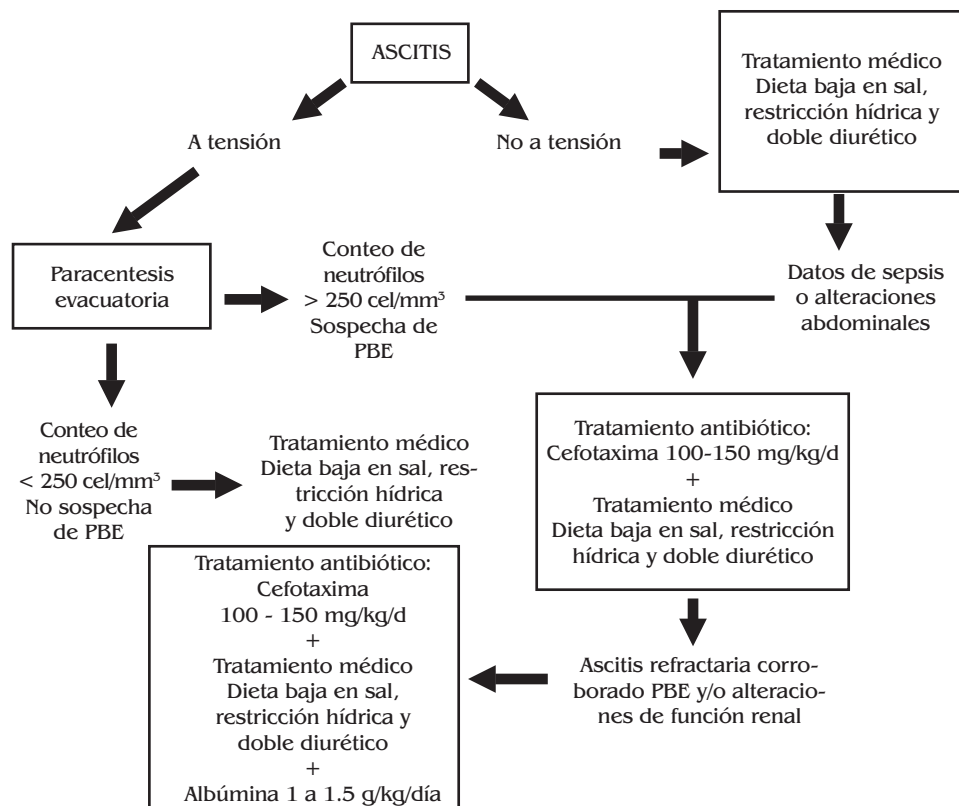 ASCITIS
A tensión
No a tensión
Tratamiento médico
Dieta baja en sal,
restricción hídrica y
doble diurético
Paracentesis
evacuatoria
Conteo de
neutrófilos
> 250 cel/mm³
Sospecha de
PBE
Datos de sepsis
o alteraciones
abdominales
Conteo de
neutrófilos
< 250 cel/mm³
No sospecha
de PBE
Tratamiento médico
Dieta baja en sal, res-
tricción hídrica
y doble diurético
Tratamiento antibiótico:
Cefotaxima 100-150 mg/kg/d
+
Tratamiento médico
Dieta baja en sal, restricción
hídrica y doble diurético
Ascitis refractaria corro-
borado PBE y/o alteracio-
nes de función renal
Tratamiento antibiótico:
Cefotaxima
100 - 150 mg/kg/d
+
Tratamiento médico
Dieta baja en sal,
restricción hídrica y
doble diurético
+
Albúmina 1 a 1.5 g/kg/día